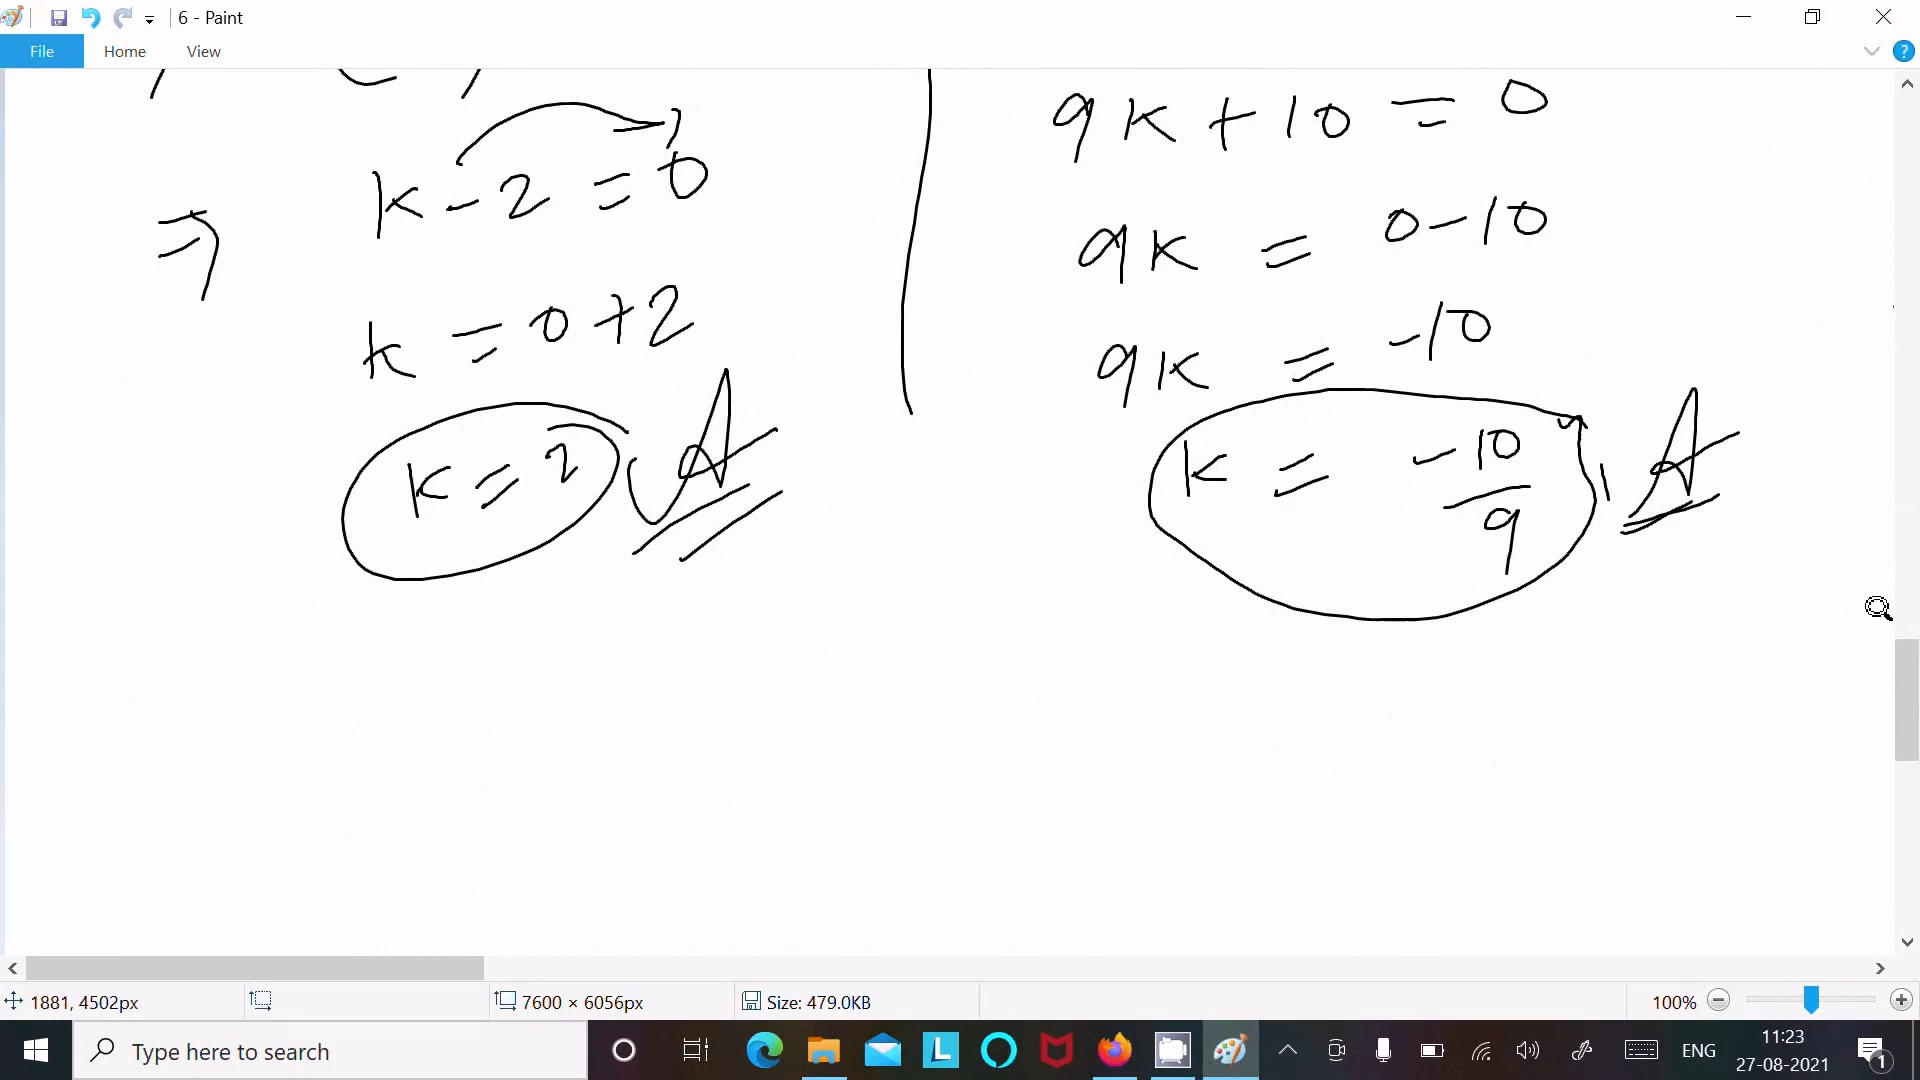 6 - Paint
File Home View
k - 2 = 0
⇒
k = 0 + 2
k = 2 A
9k + 10 = 0
9k = 0 - 10
9k = -10
k = -10/9 , A
1881, 4502px 7600 × 6056px Size: 479.0KB 100%
Type here to search L ENG 11:23
27-08-2021 1